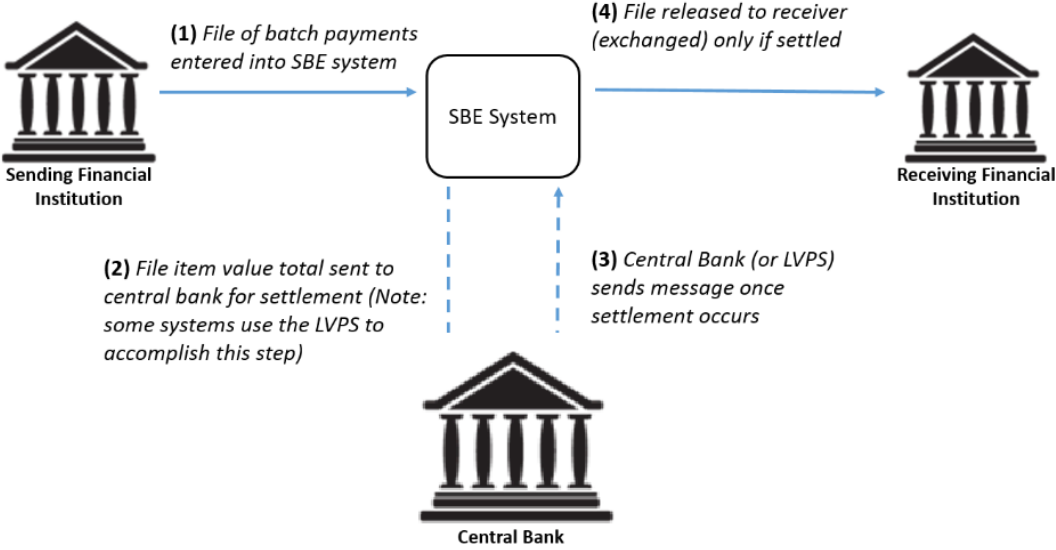 (1) File of batch payments
entered into SBE system
(4) File released to receiver
(exchanged) only if settled
SBE System
Sending Financial
Institution
Receiving Financial
Institution
(2) File item value total sent to
central bank for settlement (Note:
some systems use the LVPS to
accomplish this step)
(3) Central Bank (or LVPS)
sends message once
settlement occurs
Central Bank